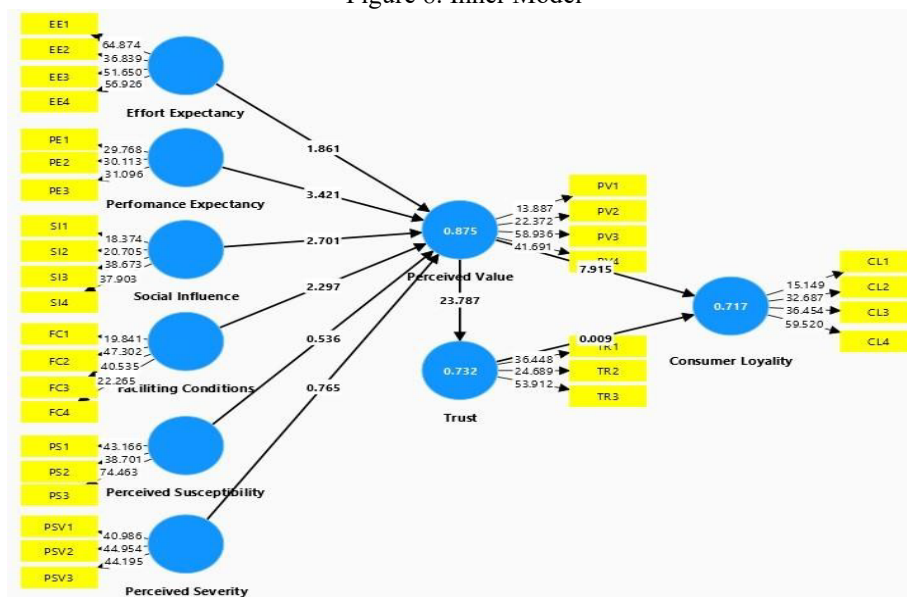 Figure 8. Inner Model
EE1
EE2
EE3
EE4
64.874
36.839
51.650
56.926
Effort Expectancy
1.861
PE1
PE2
PE3
29.768
30.113
31.096
Perfomance Expectancy
3.421
SI1
SI2
SI3
SI4
18.374
20.705
38.673
37.903
Social Influence
2.701
FC1
FC2
FC3
FC4
19.841
47.302
40.535
22.265
Faciliting Conditions
2.297
PS1
PS2
PS3
43.166
38.701
74.463
Perceived Susceptibility
0.536
PSV1
PSV2
PSV3
40.986
44.954
44.195
Perceived Severity
0.765
0.875
Perceived Value
13.887
22.372
58.936
41.691
PV1
PV2
PV3
PV4
7.915
23.787
0.732
Trust
0.009
36.448
24.689
53.912
TR1
TR2
TR3
0.717
Consumer Loyality
15.149
32.687
36.454
59.520
CL1
CL2
CL3
CL4